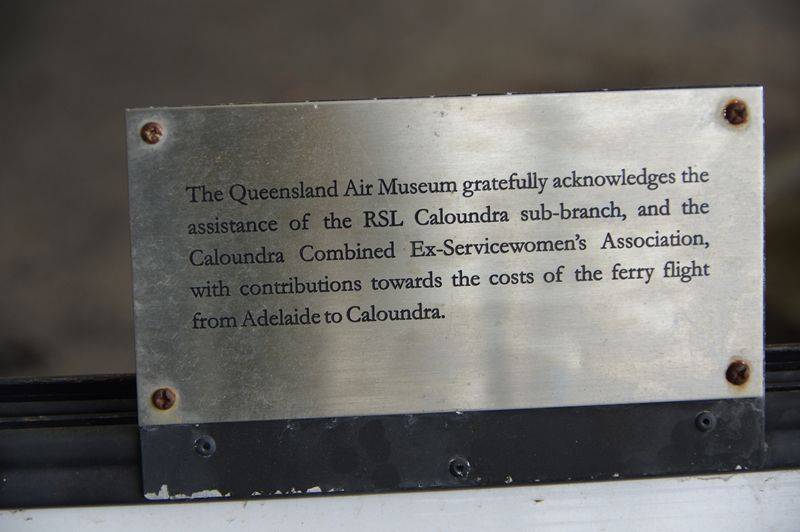 The Queensland Air Museum gratefully acknowledges the
assistance of the RSL Caloundra sub-branch, and the
Caloundra Combined Ex-Servicewomen's Association,
with contributions towards the costs of the ferry flight
from Adelaide to Caloundra.